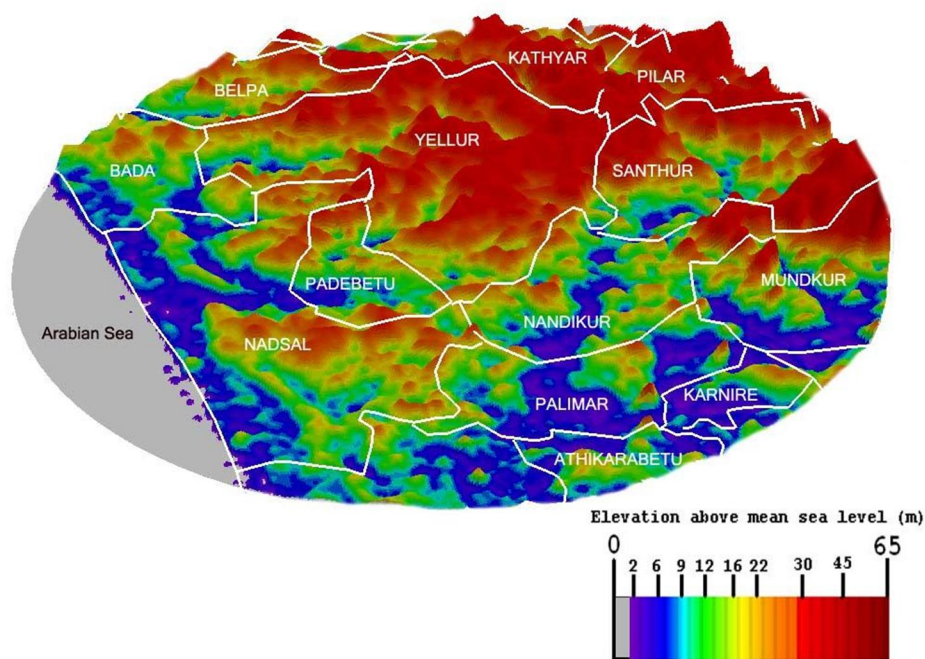 KATHYAR
PILAR
BELPA
YELLUR
BADA
SANTHUR
PADEBETU
MUNDKUR
NANDIKUR
Arabian Sea
NADSAL
KARNIRE
PALIMAR
ATHIKARABETU
Elevation above mean sea level (m)
0 65
2 6 9 12 16 22 30 45